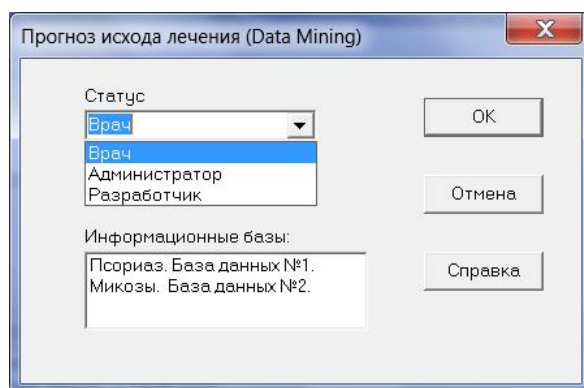 Прогноз исхода лечения (Data Mining)
Статус
Врач
Врач
Администратор
Разработчик
Информационные базы:
Псориаз. База данных №1.
Микозы. База данных №2.
OK
Отмена
Справка